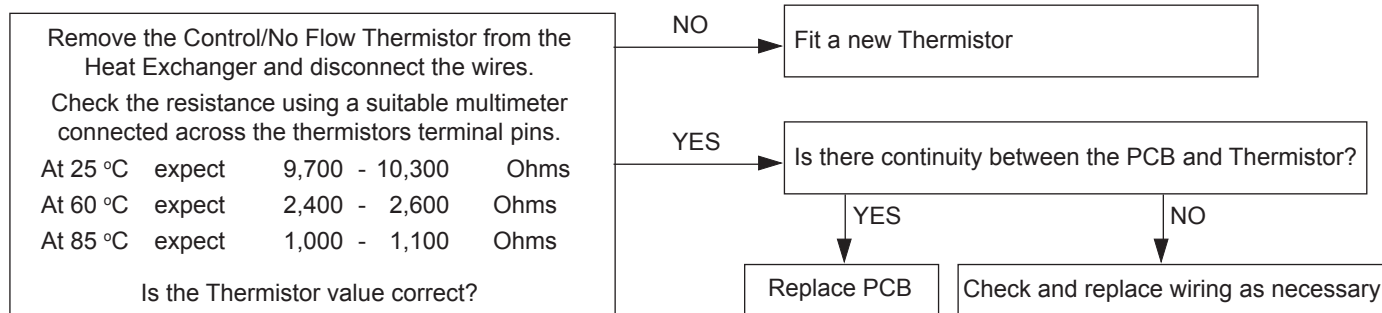 Remove the Control/No Flow Thermistor from the
Heat Exchanger and disconnect the wires.
Check the resistance using a suitable multimeter
connected across the thermistors terminal pins.
At 25 °C expect 9,700 - 10,300 Ohms
At 60 °C expect 2,400 - 2,600 Ohms
At 85 °C expect 1,000 - 1,100 Ohms
Is the Thermistor value correct?
NO
Fit a new Thermistor
YES
Is there continuity between the PCB and Thermistor?
YES
NO
Replace PCB
Check and replace wiring as necessary